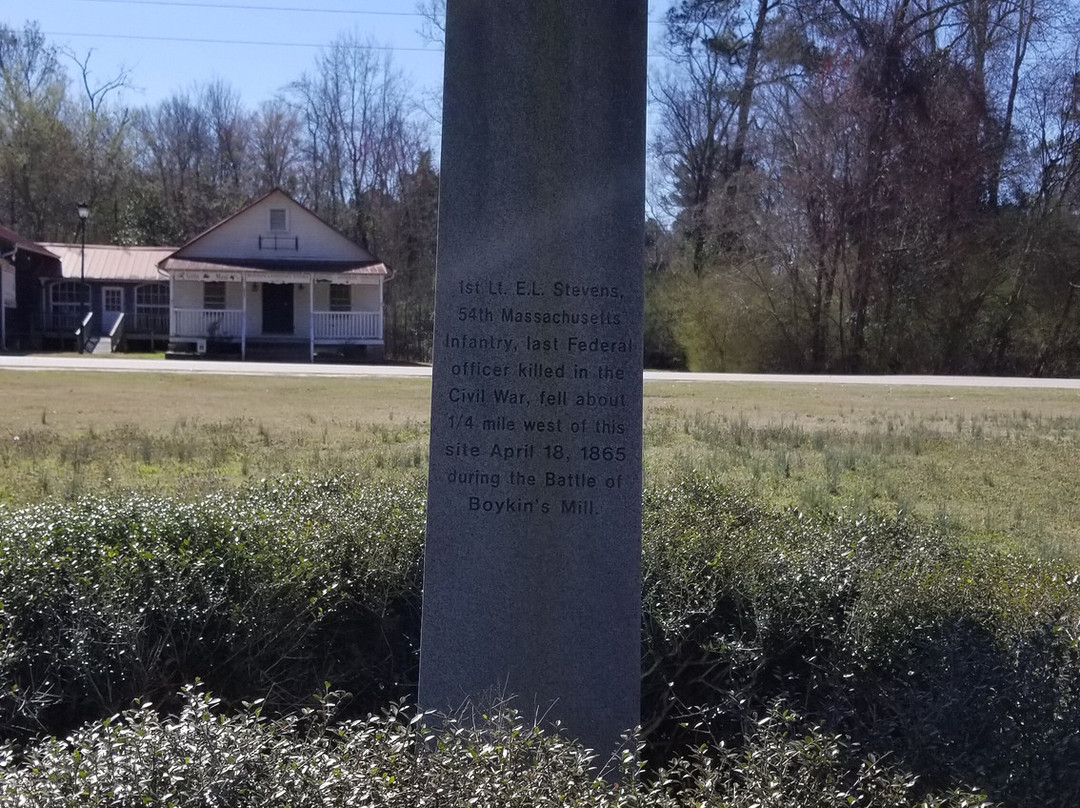 1st Lt. E.L. Stevens,
54th Massachusetts
Infantry, last Federal
officer killed in the
Civil War, fell about
1/4 mile west of this
site April 18, 1865
during the Battle of
Boykin's Mill.